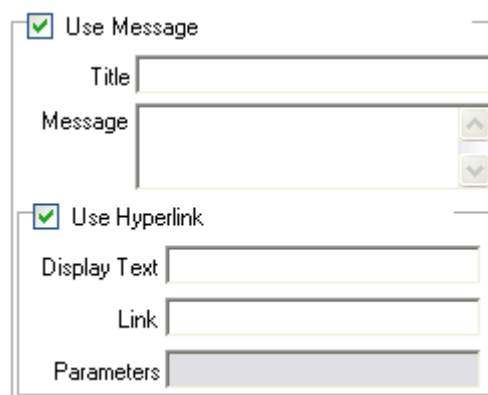 Use Message
Title
Message
Use Hyperlink
Display Text
Link
Parameters